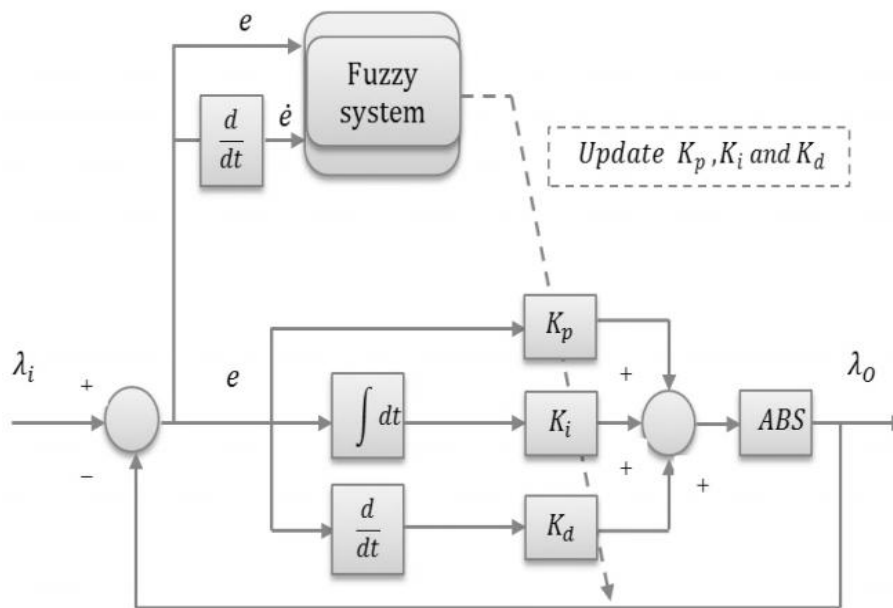 e
Fuzzy
system
d/dt
ė
Update K_p ,K_i and K_d
K_p
λ_i
+
e
+
λ_O
∫ dt
K_i
ABS
−
+
+
d/dt
K_d